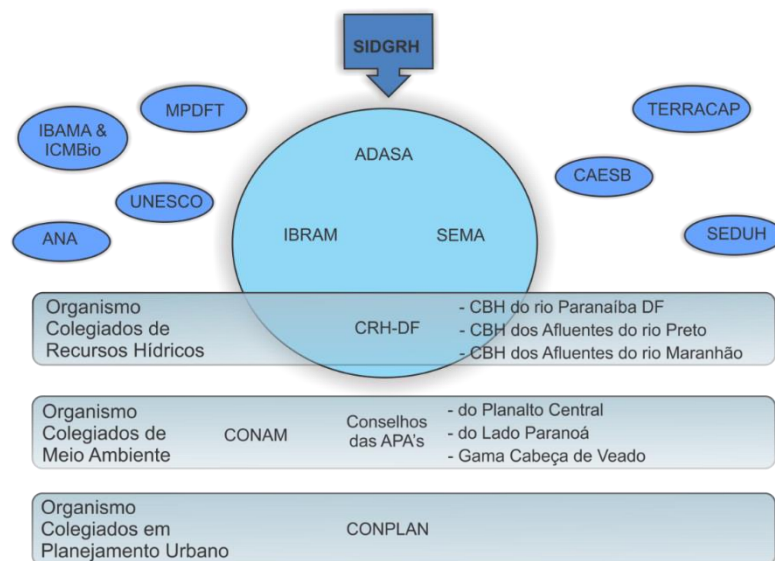 SIDGRH
MPDFT
IBAMA &
ICMBio
UNESCO
ANA
TERRACAP
CAESB
SEDUH
ADASA
IBRAM
SEMA
Organismo
Colegiados de
Recursos Hídricos
CRH-DF
- CBH do rio Paranaíba DF
- CBH dos Afluentes do rio Preto
- CBH dos Afluentes do rio Maranhão
Organismo
Colegiados de
Meio Ambiente
CONAM
Conselhos
das APA's
- do Planalto Central
- do Lado Paranoá
- Gama Cabeça de Veado
Organismo
Colegiados em
Planejamento Urbano
CONPLAN